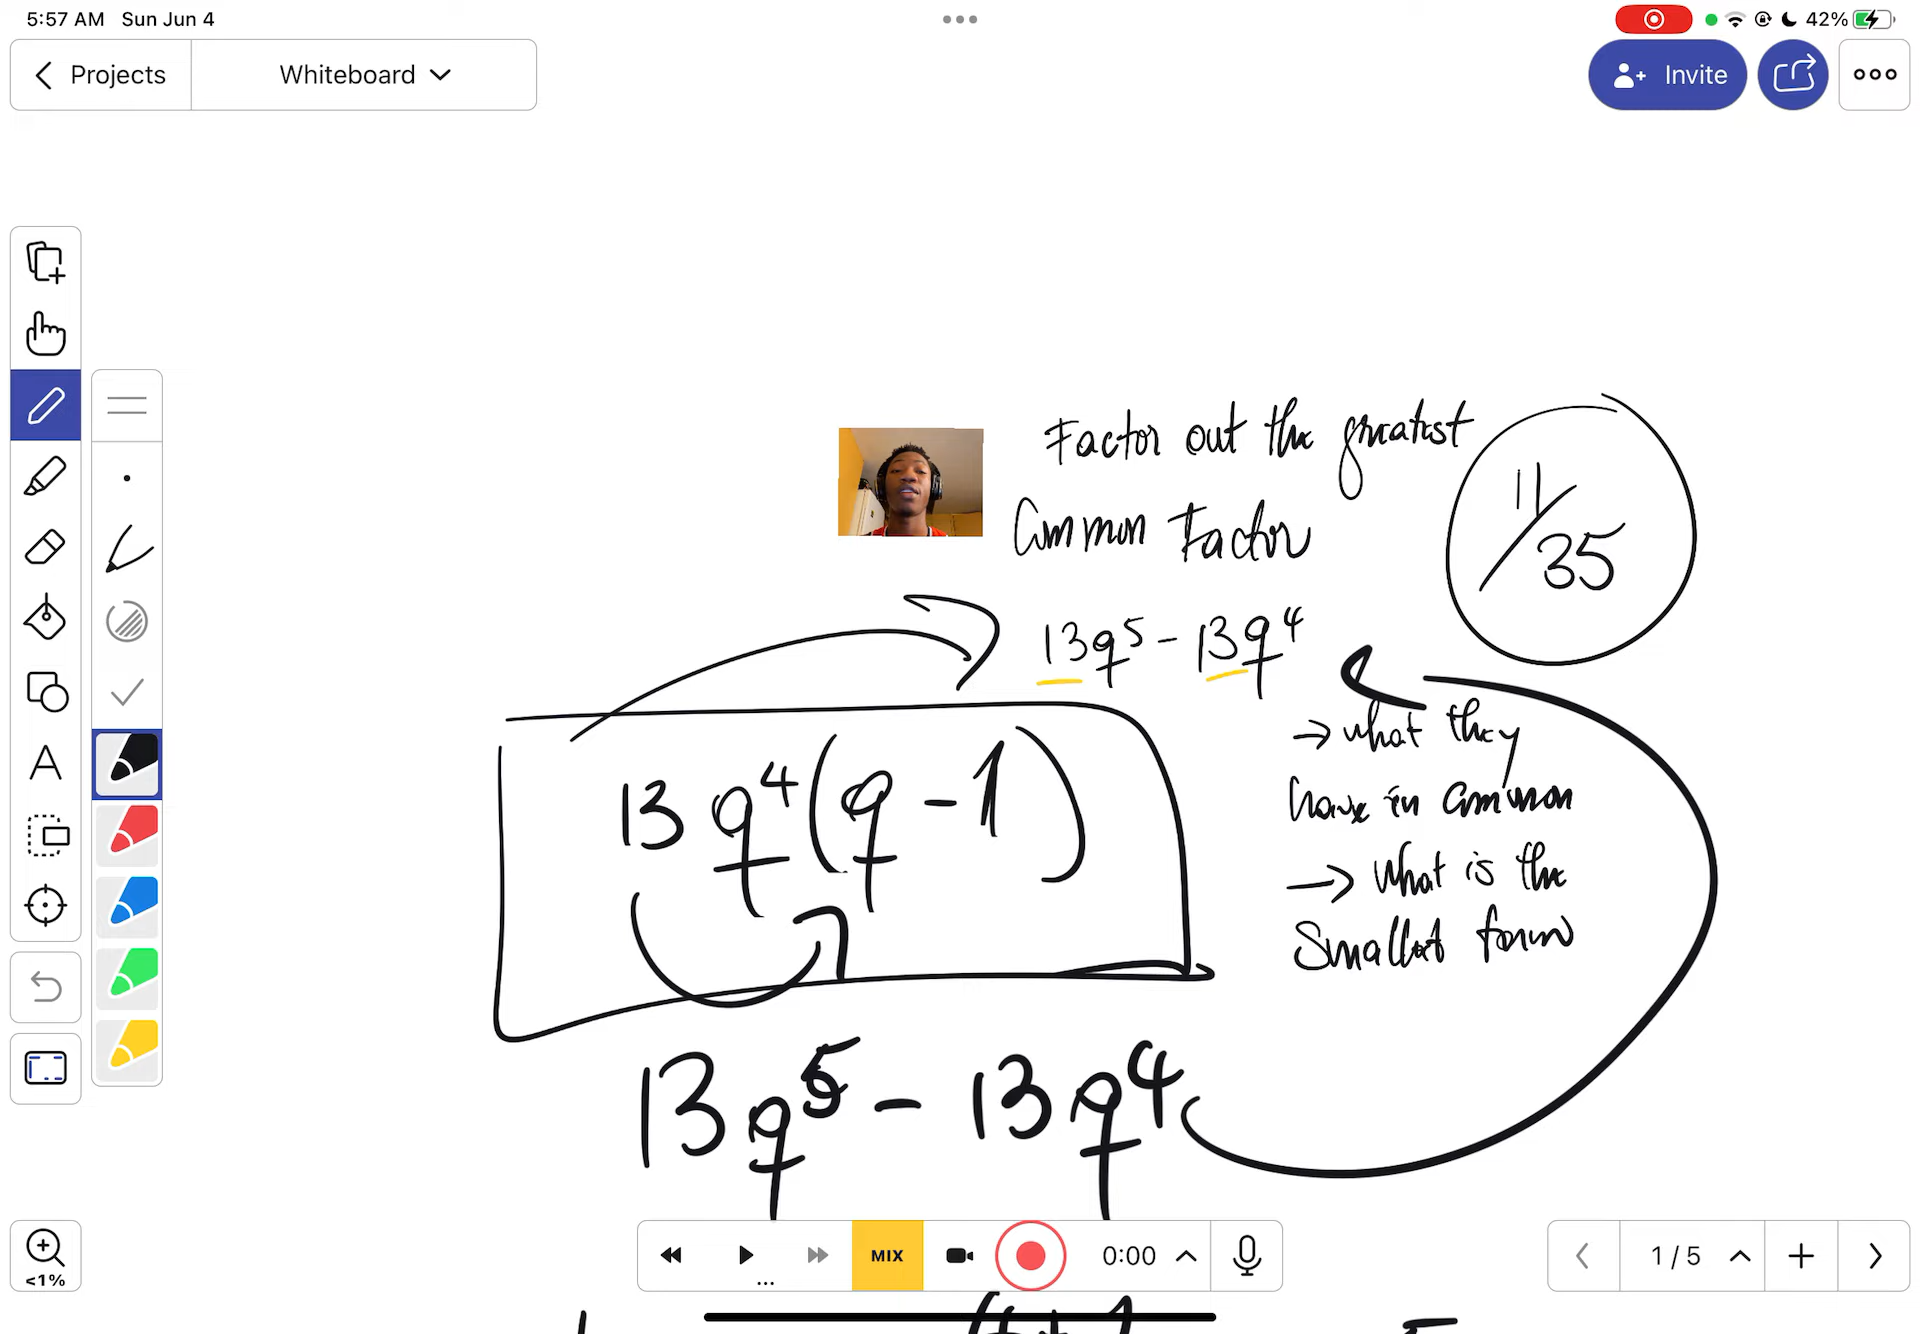 5:57 AM Sun Jun 4
42%
Projects
Whiteboard
Invite
Factor out the greatest
Common Factor
11/35
13q⁵ - 13q⁴
→ what they
have in common
→ What is the
Smallest form
13q⁴(q - 1)
13q⁵ - 13q⁴
A
<1%
MIX
0:00
1 / 5